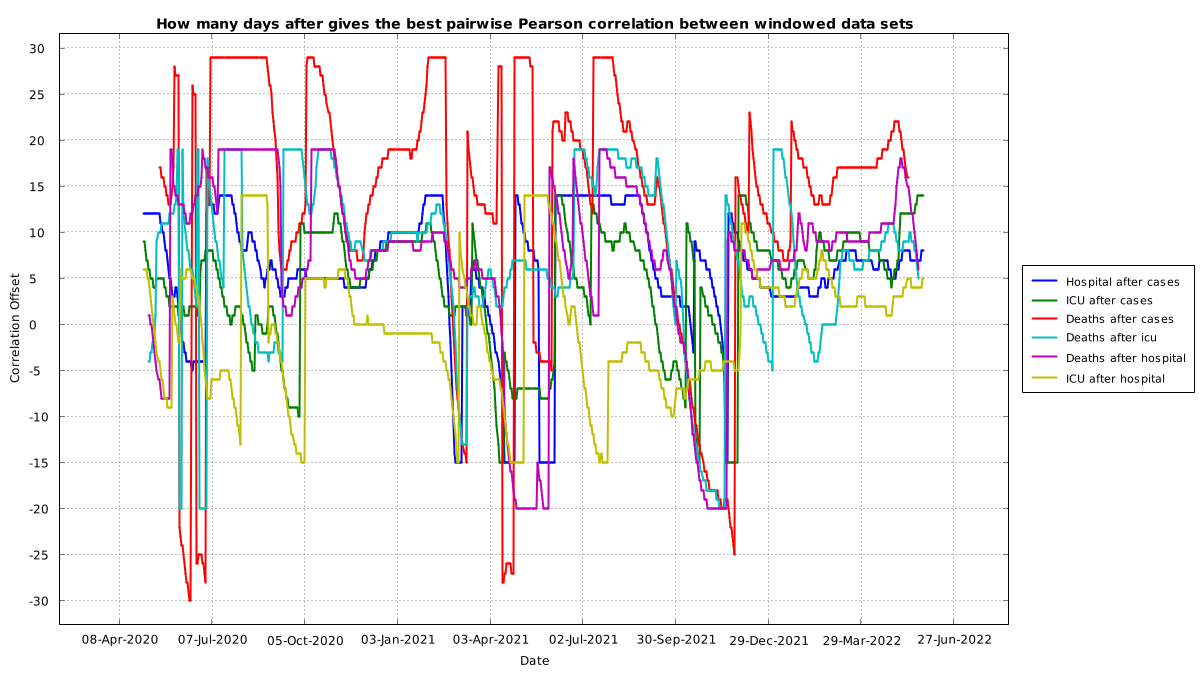 How many days after gives the best pairwise Pearson correlation between windowed data sets
30
25
20
15
10
5
0
-5
-10
-15
-20
-25
-30
Correlation Offset
08-Apr-2020 07-Jul-2020 05-Oct-2020 03-Jan-2021 03-Apr-2021 02-Jul-2021 30-Sep-2021 29-Dec-2021 29-Mar-2022 27-Jun-2022
Date
Hospital after cases
ICU after cases
Deaths after cases
Deaths after icu
Deaths after hospital
ICU after hospital